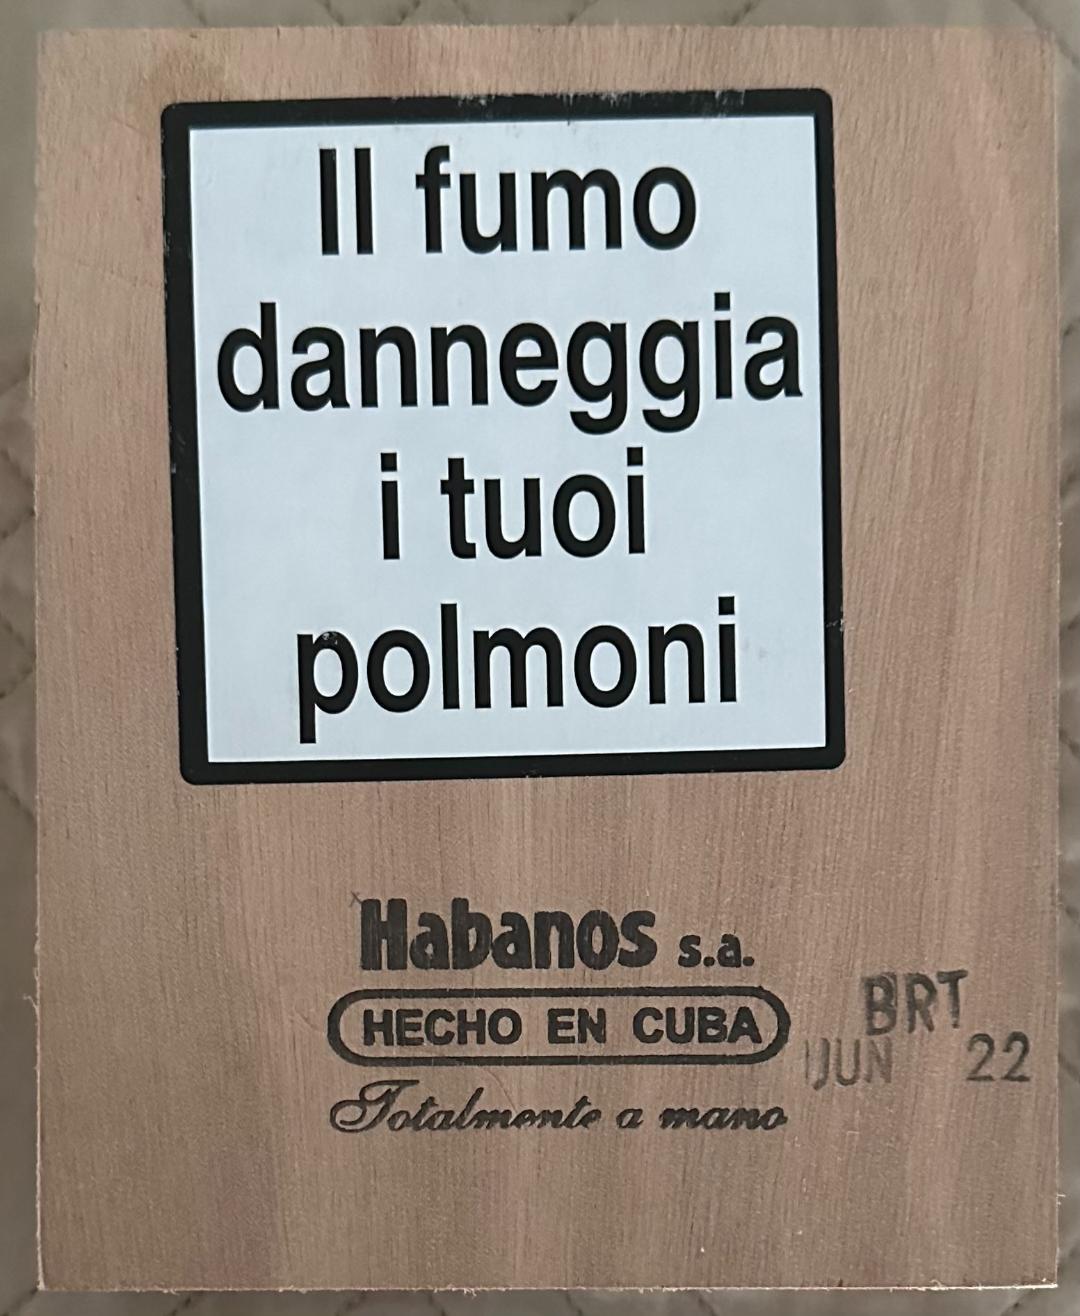 Il fumo
danneggia
i tuoi
polmoni
Habanos s.a.
HECHO EN CUBA
Totalmente a mano
BRT
JUN 22